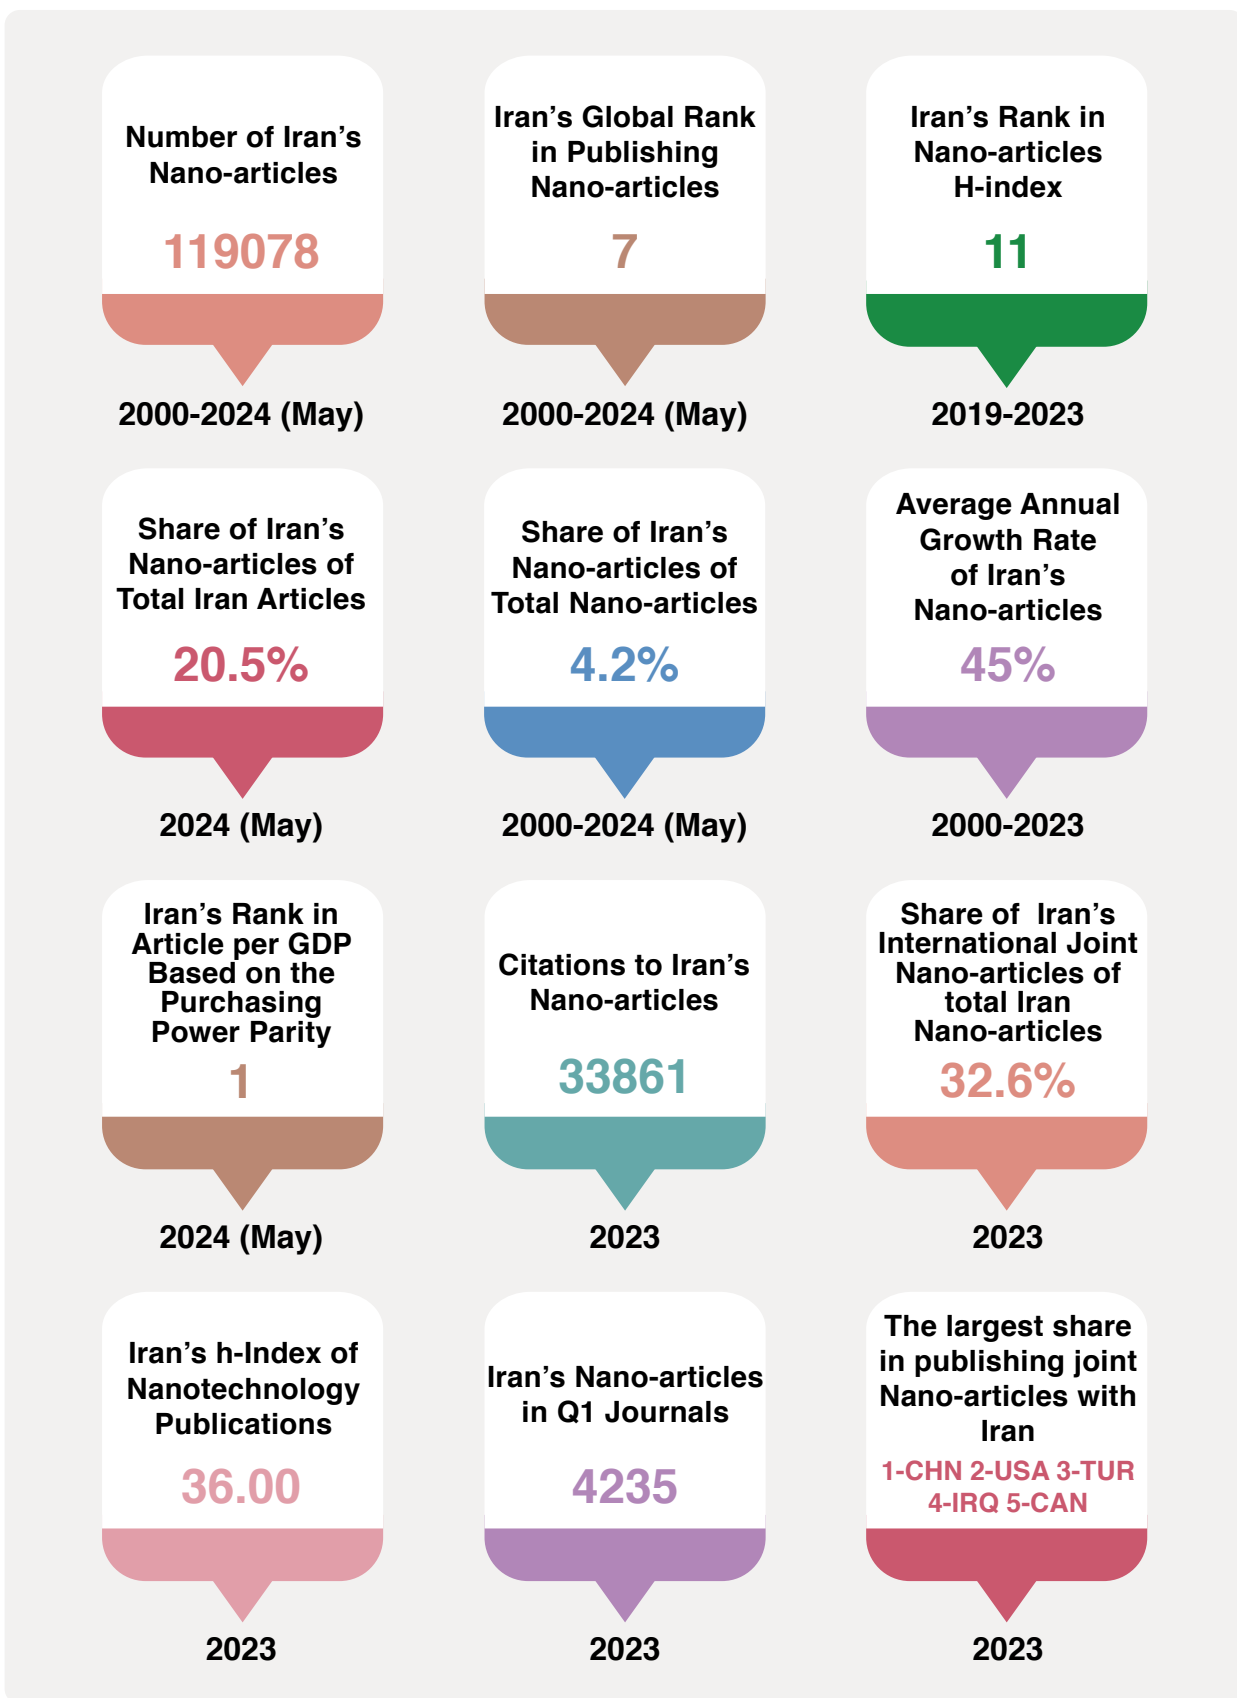 Number of Iran’s
Nano-articles
119078
2000-2024 (May)
Iran’s Global Rank
in Publishing
Nano-articles
7
2000-2024 (May)
Iran’s Rank in
Nano-articles
H-index
11
2019-2023
Share of Iran’s
Nano-articles of
Total Iran Articles
20.5%
2024 (May)
Share of Iran’s
Nano-articles of
Total Nano-articles
4.2%
2000-2024 (May)
Average Annual
Growth Rate
of Iran’s
Nano-articles
45%
2000-2023
Iran’s Rank in
Article per GDP
Based on the
Purchasing
Power Parity
1
2024 (May)
Citations to Iran’s
Nano-articles
33861
2023
Share of  Iran’s
International Joint
Nano-articles of
total Iran
Nano-articles
32.6%
2023
Iran’s h-Index of
Nanotechnology
Publications
36.00
2023
Iran’s Nano-articles
in Q1 Journals
4235
2023
The largest share
in publishing joint
Nano-articles with
Iran
1-CHN 2-USA 3-TUR
4-IRQ 5-CAN
2023